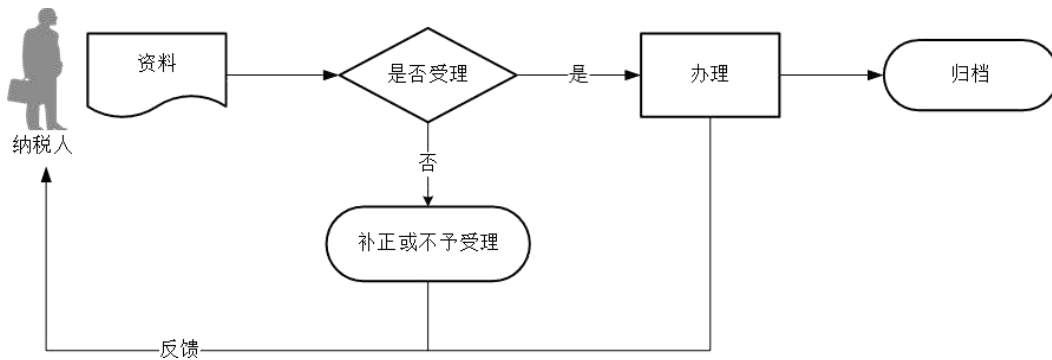 资料
是否受理
是
办理
归档
纳税人
否
补正或不予受理
反馈